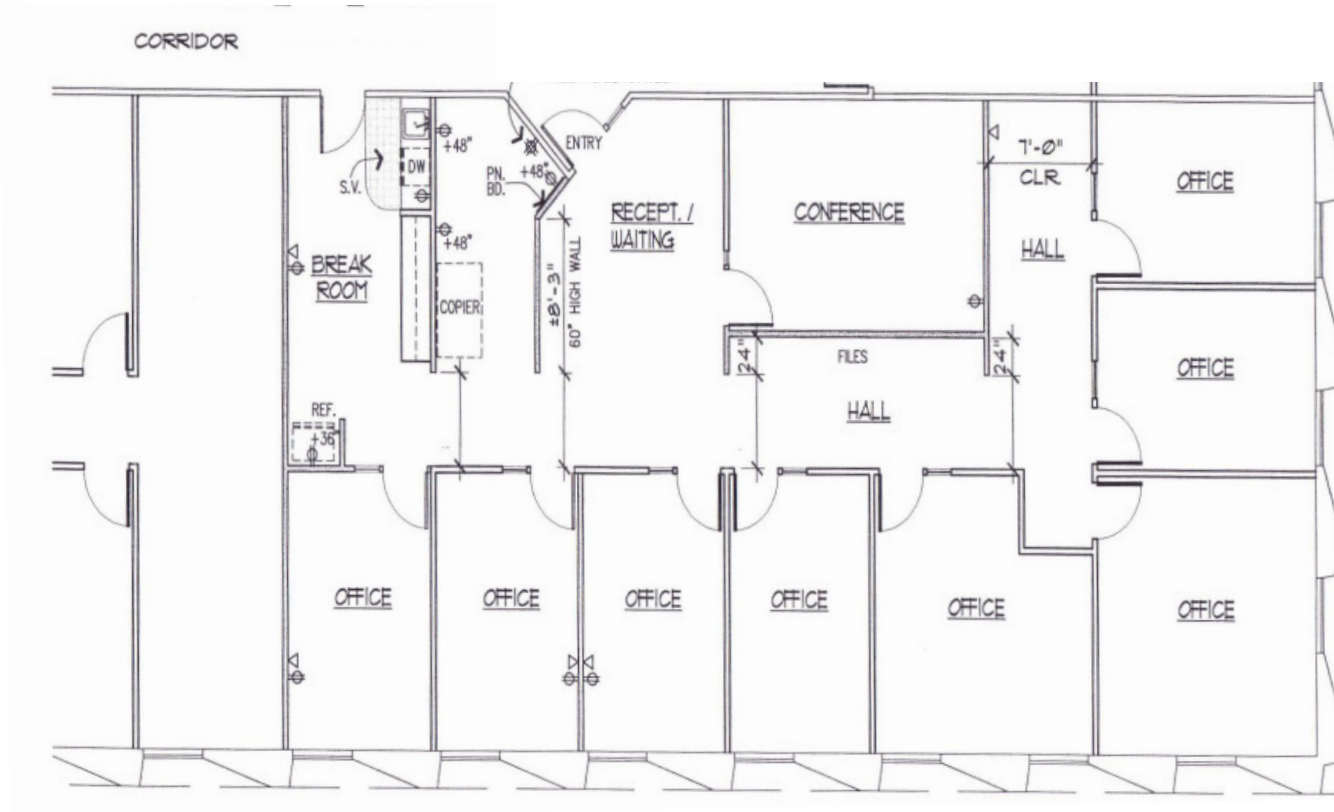 CORRIDOR
ENTRY
+48"
DW
S.V.
PN.
BD.
+48"
RECEPT./
WAITING
CONFERENCE
7'-0"
CLR
OFFICE
HALL
+48"
BREAK
ROOM
COPIER
±8'-3"
60" HIGH WALL
24"
FILES
24"
OFFICE
HALL
REF.
+36"
OFFICE
OFFICE
OFFICE
OFFICE
OFFICE
OFFICE